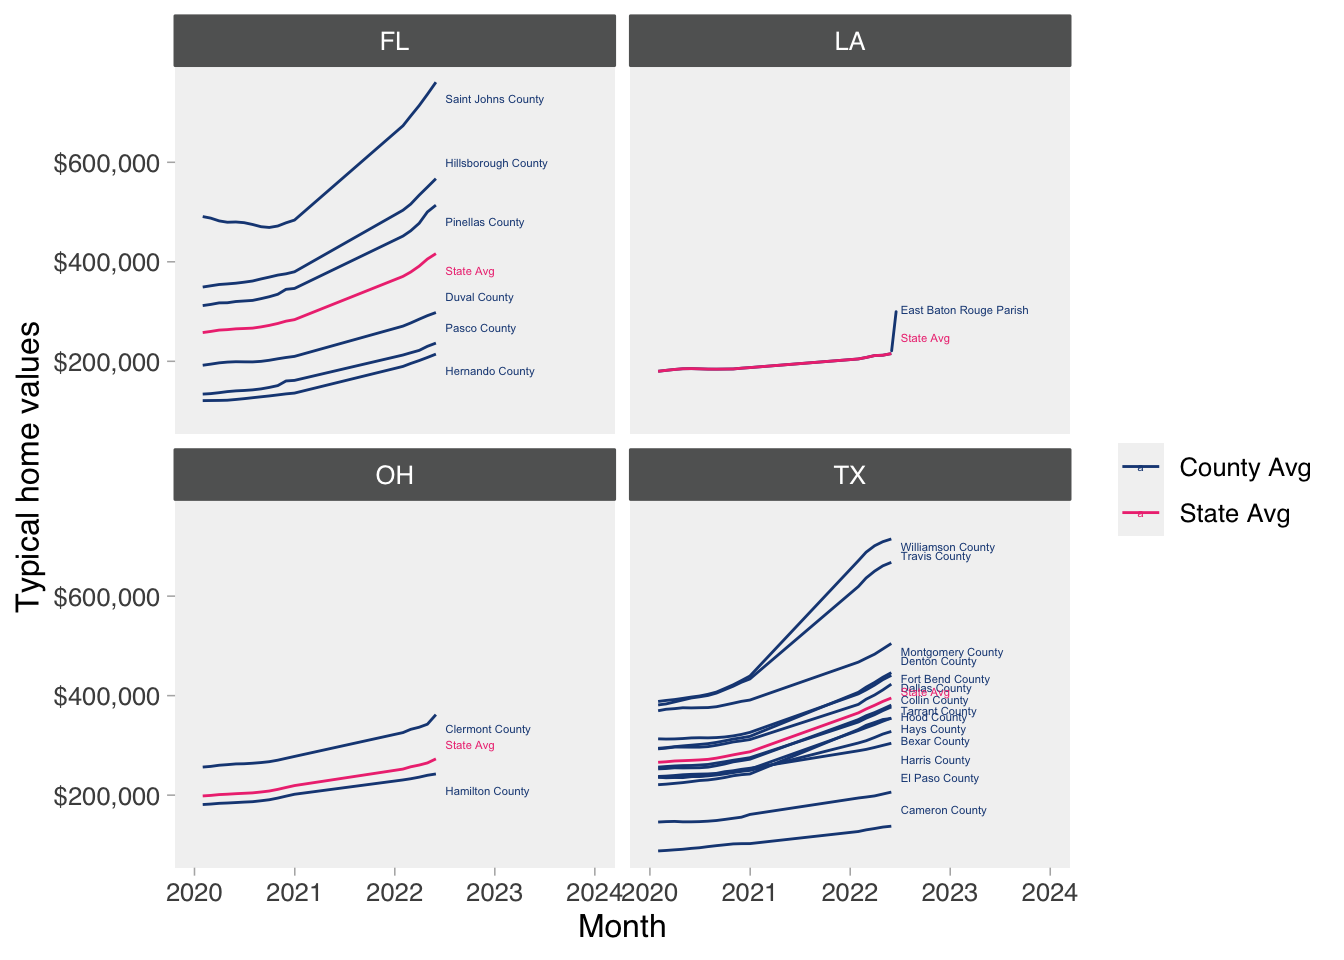 FL
LA
Typical home values
$600,000
$400,000
$200,000
Saint Johns County
Hillsborough County
Pinellas County
State Avg
Duval County
Pasco County
Hernando County
East Baton Rouge Parish
State Avg
OH
TX
$600,000
$400,000
$200,000
Clermont County
State Avg
Hamilton County
Williamson County
Travis County
Montgomery County
Denton County
Fort Bend County
Dallas County
State Avg
Collin County
Tarrant County
Hood County
Hays County
Bexar County
Harris County
El Paso County
Cameron County
2020 2021 2022 2023 2024
2020 2021 2022 2023 2024
Month
a County Avg
a State Avg